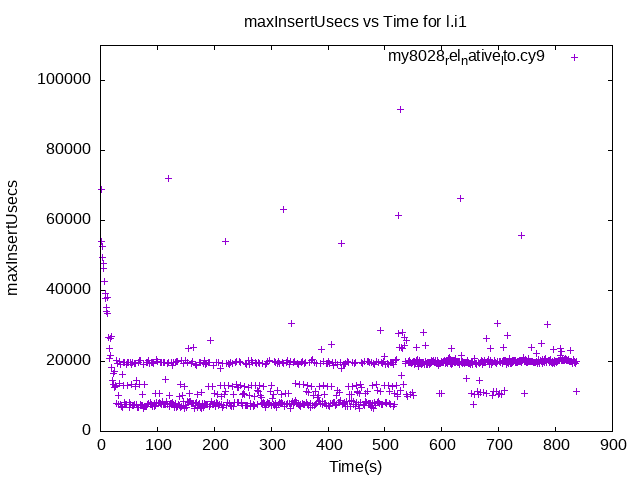 maxInsertUsecs vs Time for l.i1
my8028relnativelto.cy9
maxInsertUsecs
100000
80000
60000
40000
20000
0
0 100 200 300 400 500 600 700 800 900
Time(s)